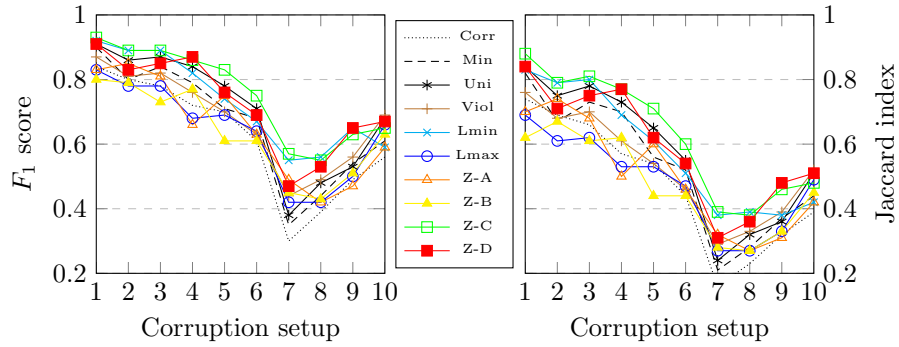 F1 score
0.2
0.4
0.6
0.8
1
1 2 3 4 5 6 7 8 9 10
Corruption setup
Corr
Min
Uni
Viol
Lmin
Lmax
Z-A
Z-B
Z-C
Z-D
1 2 3 4 5 6 7 8 9 10
Corruption setup
1
0.8
0.6
0.4
0.2
Jaccard index